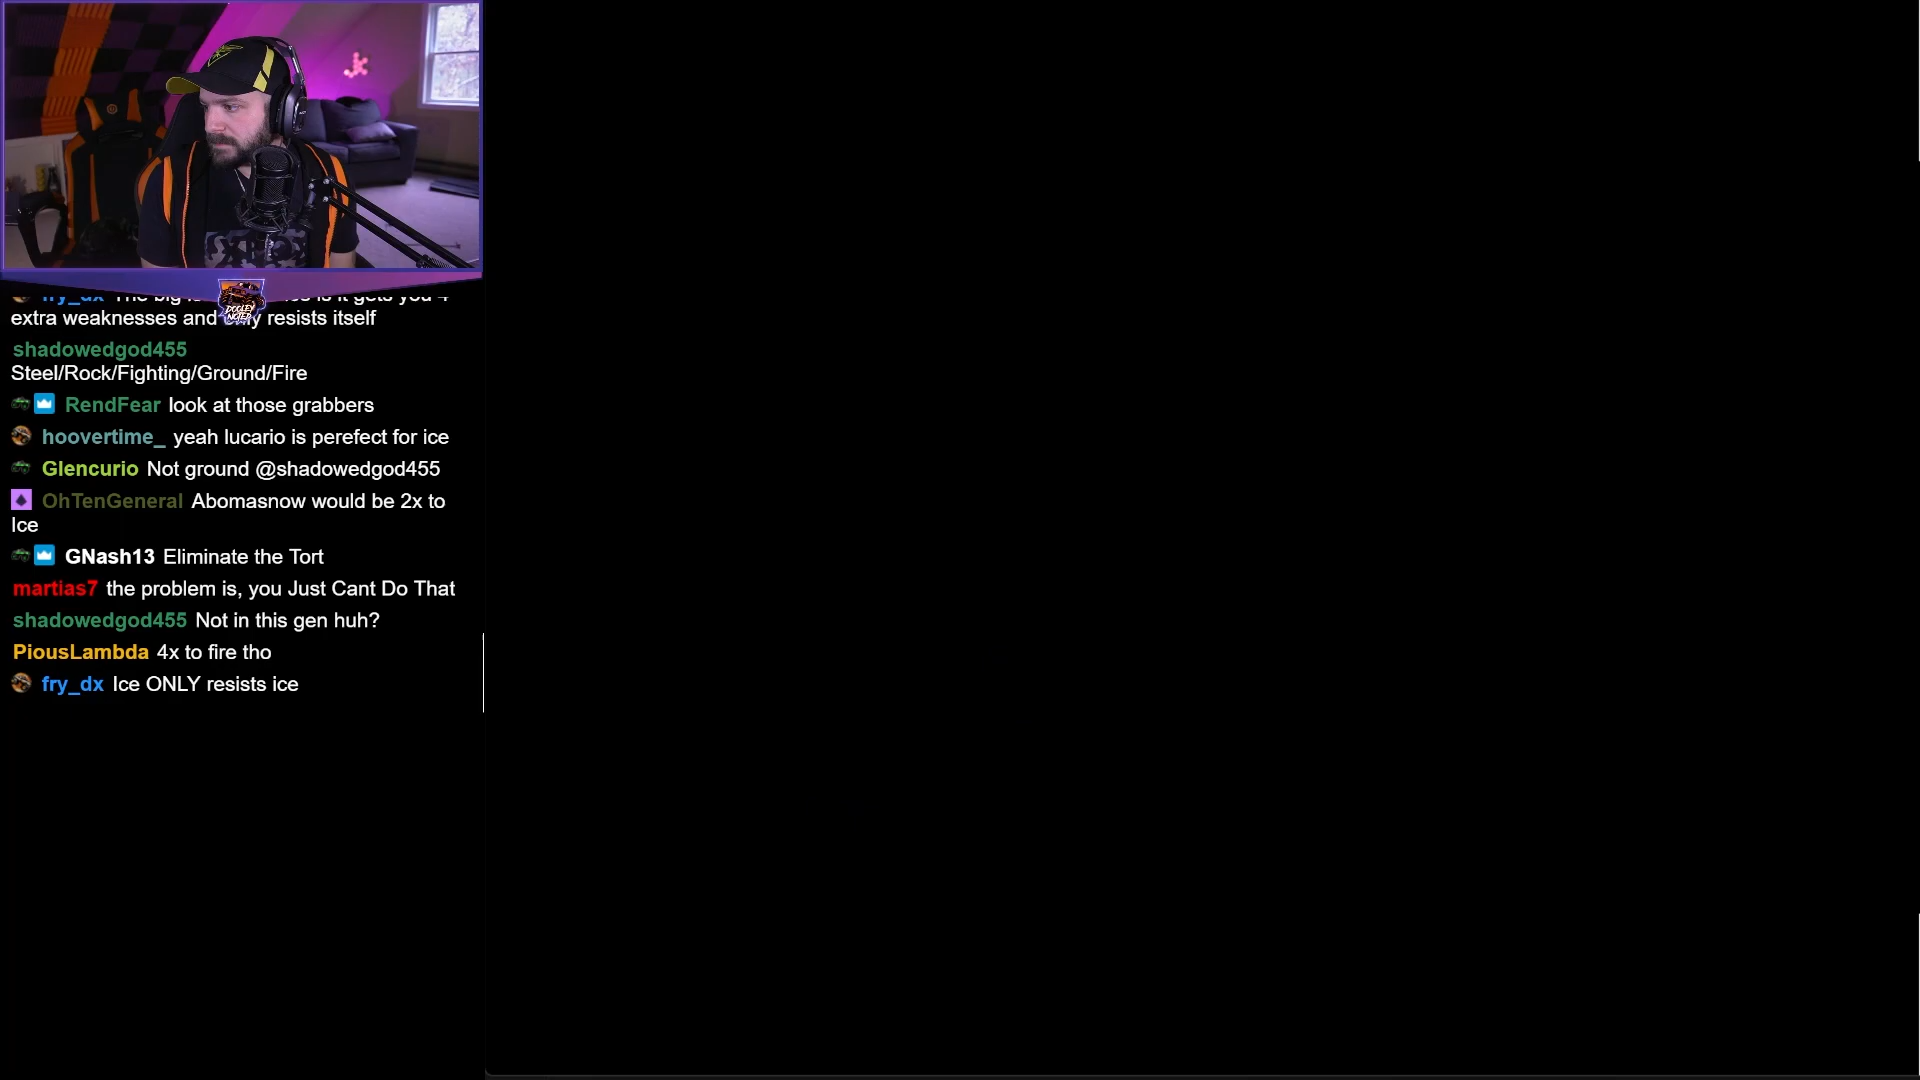 extra weaknesses and resists itself
shadowedgod455
Steel/Rock/Fighting/Ground/Fire
RendFear look at those grabbers
hoovertime_ yeah lucario is perefect for ice
Glencurio Not ground @shadowedgod455
OhTenGeneral Abomasnow would be 2x to
Ice
GNash13 Eliminate the Tort
martias7 the problem is, you Just Cant Do That
shadowedgod455 Not in this gen huh?
PiousLambda 4x to fire tho
fry_dx Ice ONLY resists ice
DOOLEY
NOTED